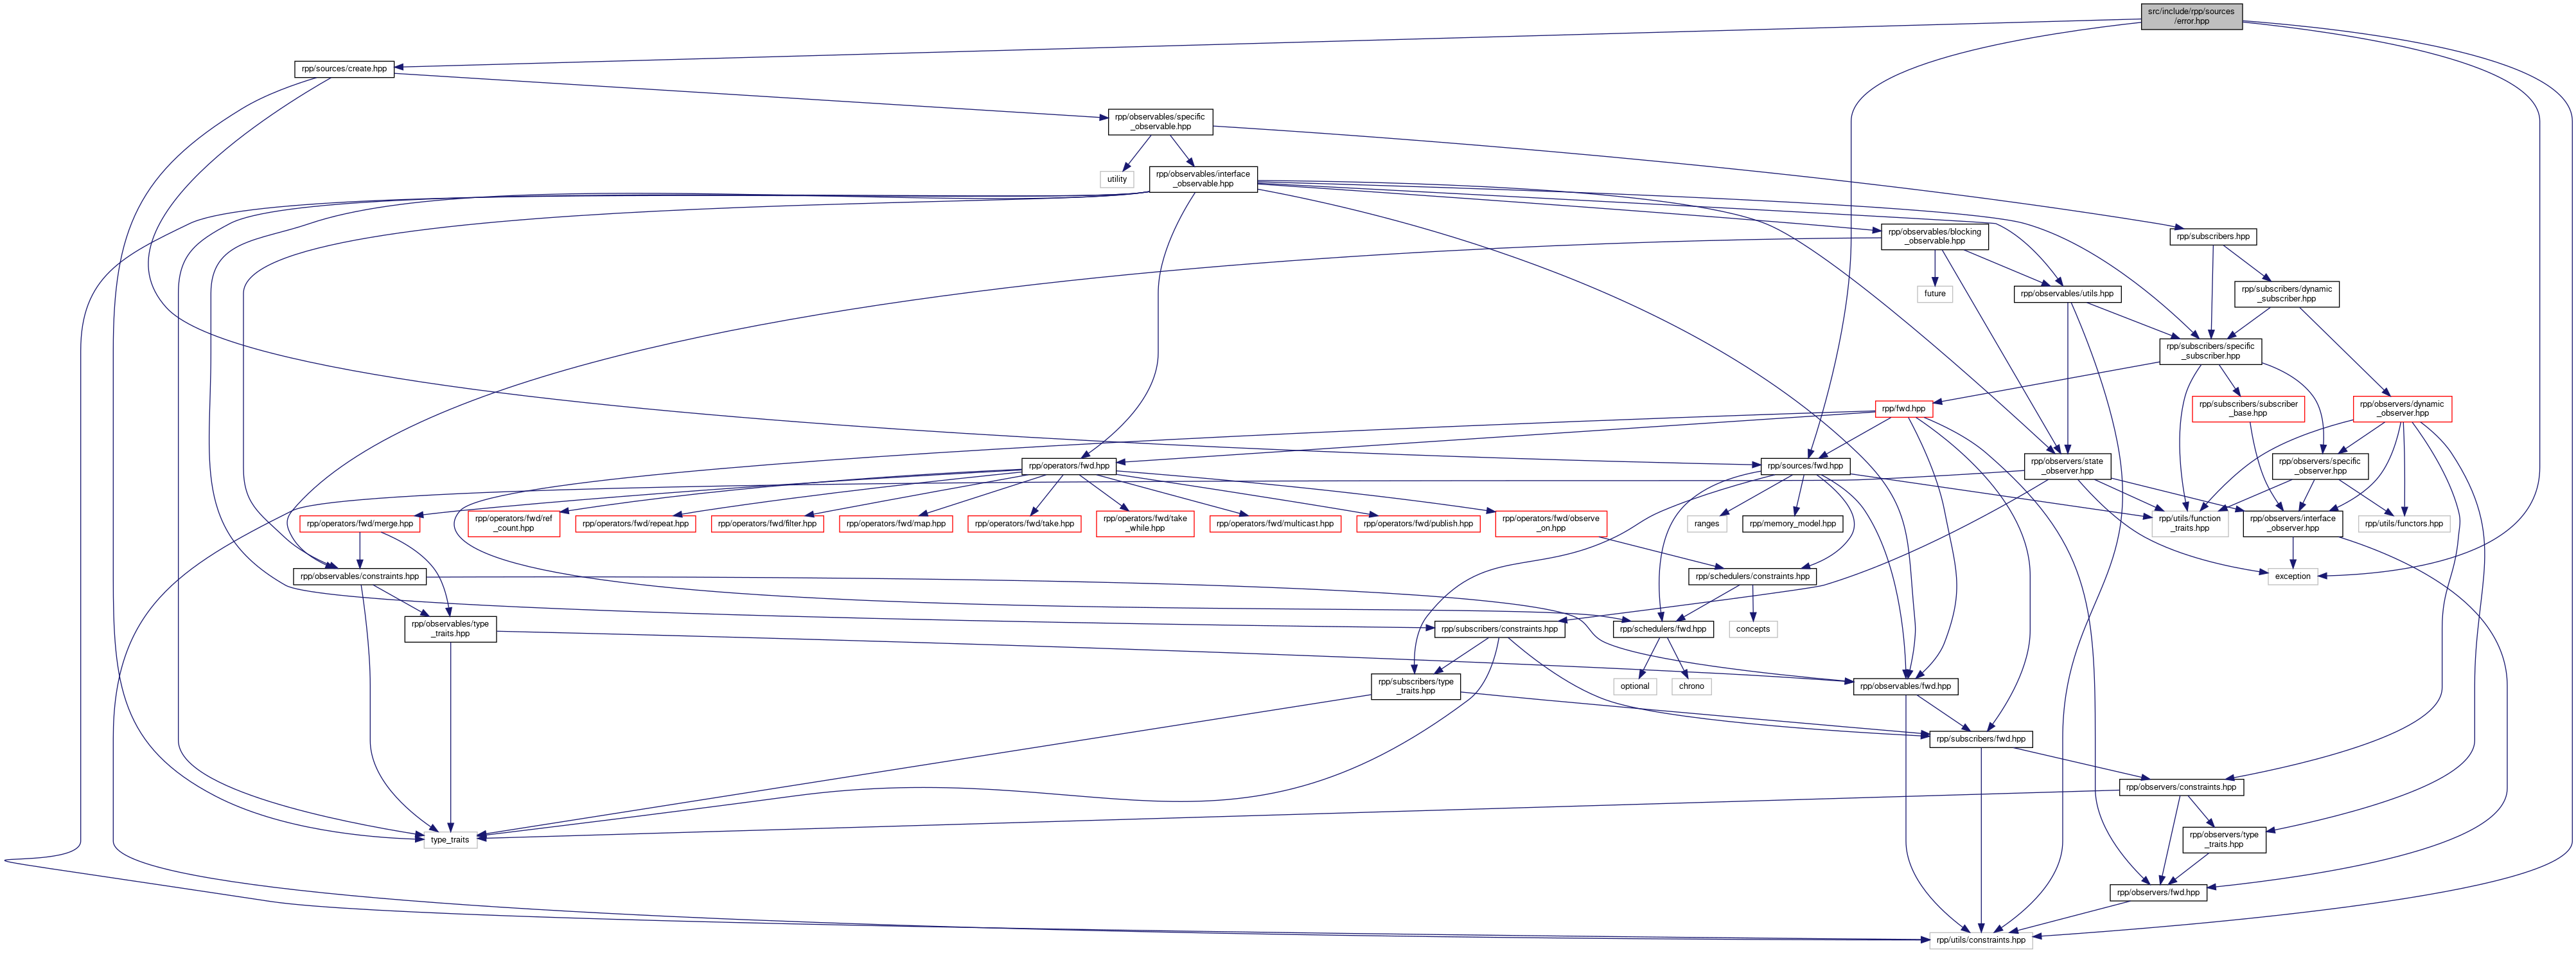 src/include/rpp/sources
/error.hpp
rpp/sources/create.hpp
rpp/observables/specific
_observable.hpp
utility
rpp/observables/interface
_observable.hpp
rpp/observables/blocking
_observable.hpp
rpp/subscribers.hpp
future
rpp/observables/utils.hpp
rpp/subscribers/dynamic
_subscriber.hpp
rpp/subscribers/specific
_subscriber.hpp
rpp/fwd.hpp
rpp/subscribers/subscriber
_base.hpp
rpp/observers/dynamic
_observer.hpp
rpp/operators/fwd.hpp
rpp/sources/fwd.hpp
rpp/observers/state
_observer.hpp
rpp/observers/specific
_observer.hpp
rpp/operators/fwd/merge.hpp
rpp/operators/fwd/ref
_count.hpp
rpp/operators/fwd/repeat.hpp
rpp/operators/fwd/filter.hpp
rpp/operators/fwd/map.hpp
rpp/operators/fwd/take.hpp
rpp/operators/fwd/take
_while.hpp
rpp/operators/fwd/multicast.hpp
rpp/operators/fwd/publish.hpp
rpp/operators/fwd/observe
_on.hpp
ranges
rpp/memory_model.hpp
rpp/utils/function
_traits.hpp
rpp/observers/interface
_observer.hpp
rpp/utils/functors.hpp
rpp/observables/constraints.hpp
rpp/schedulers/constraints.hpp
exception
rpp/observables/type
_traits.hpp
rpp/subscribers/constraints.hpp
rpp/schedulers/fwd.hpp
concepts
rpp/subscribers/type
_traits.hpp
optional
chrono
rpp/observables/fwd.hpp
rpp/subscribers/fwd.hpp
rpp/observers/constraints.hpp
type_traits
rpp/observers/type
_traits.hpp
rpp/observers/fwd.hpp
rpp/utils/constraints.hpp